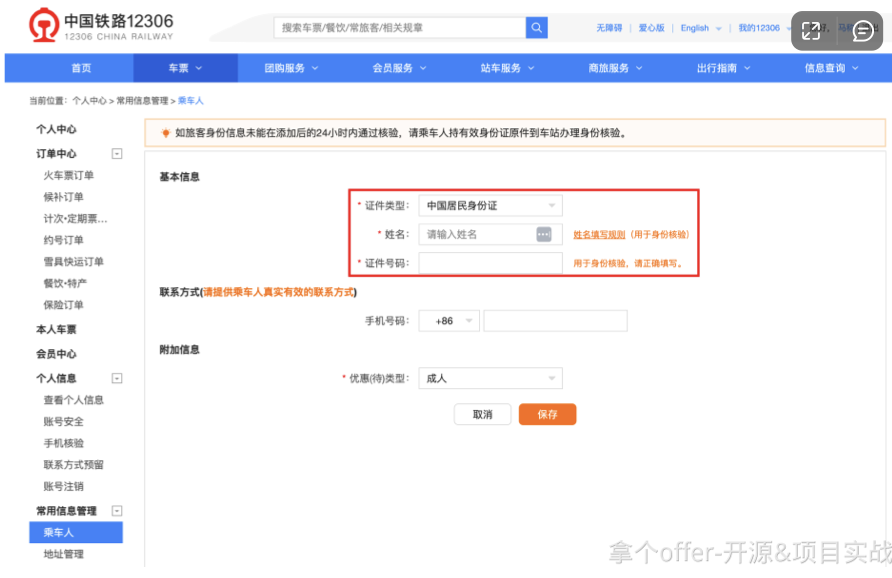 中国铁路12306
12306 CHINA RAILWAY
搜索车票/餐饮/常旅客/相关规章
无障碍 | 爱心版 | English | 我的12306
首页 车票 团购服务 会员服务 站车服务 商旅服务 出行指南 信息查询
当前位置：个人中心 > 常用信息管理 > 乘车人
个人中心
订单中心
火车票订单
候补订单
计次•定期票...
约号订单
雪具快运订单
餐饮•特产
保险订单
本人车票
会员中心
个人信息
查看个人信息
账号安全
手机核验
联系方式预留
账号注销
常用信息管理
乘车人
地址管理
如旅客身份信息未能在添加后的24小时内通过核验，请乘车人持有效身份证原件到车站办理身份核验。
基本信息
* 证件类型： 中国居民身份证
* 姓名： 请输入姓名 姓名填写规则 (用于身份核验)
* 证件号码： 用于身份核验，请正确填写。
联系方式(请提供乘车人真实有效的联系方式)
手机号码： +86
附加信息
* 优惠(待)类型： 成人
取消 保存
拿个offer-开源&项目实战